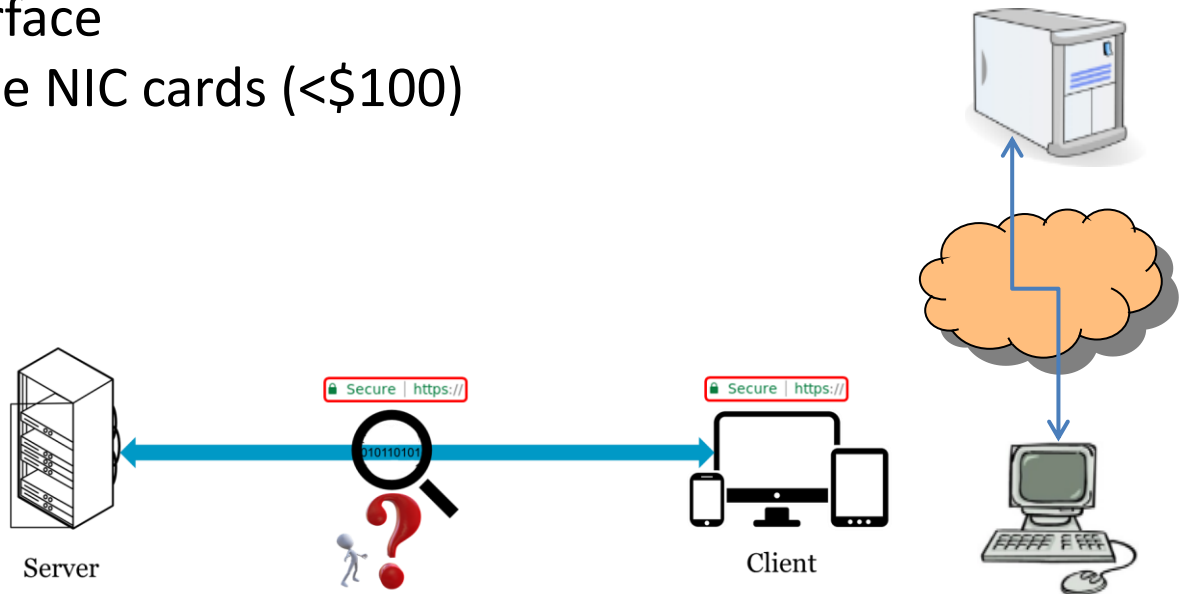 rface
e NIC cards (<$100)
Secure | https://
Secure | https://
010110101
Server
Client